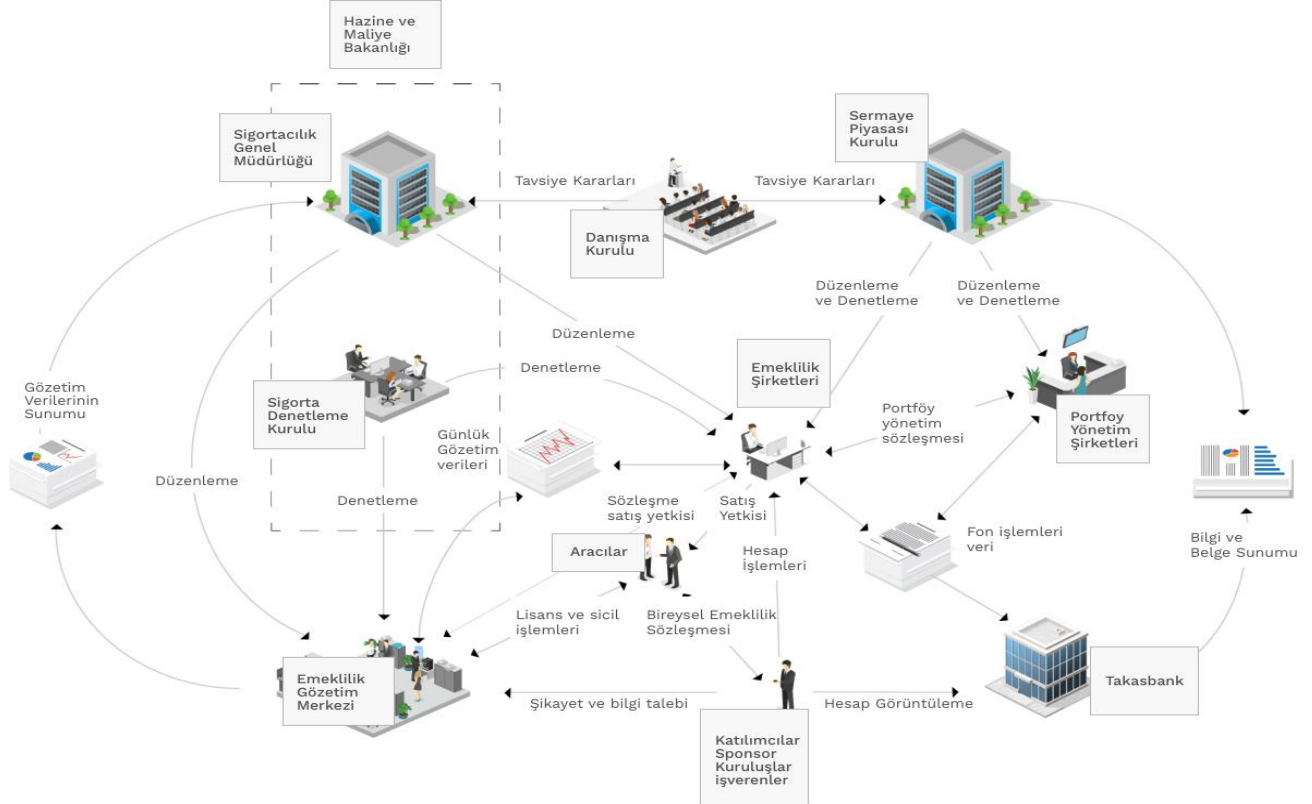 Hazine ve
Maliye
Bakanlığı
Sigortacılık
Genel
Müdürlüğü
Sermaye
Piyasası
Kurulu
Tavsiye Kararları
Tavsiye Kararları
Danışma
Kurulu
Düzenleme
ve Denetleme
Düzenleme
ve Denetleme
Düzenleme
Denetleme
Emeklilik
Şirketleri
Gözetim
Verilerinin
Sunumu
Sigorta
Denetleme
Kurulu
Portföy
yönetim
sözleşmesi
Portfoy
Yönetim
Şirketleri
Günlük
Gözetim
verileri
Düzenleme
Denetleme
Sözleşme
satış yetkisi
Satış
Yetkisi
Fon işlemleri
veri
Bilgi ve
Belge Sunumu
Aracılar
Hesap
İşlemleri
Lisans ve sicil
işlemleri
Bireysel Emeklilik
Sözleşmesi
Emeklilik
Gözetim
Merkezi
Takasbank
Şikayet ve bilgi talebi
Hesap Görüntüleme
Katılımcılar
Sponsor
Kuruluşlar
işverenler